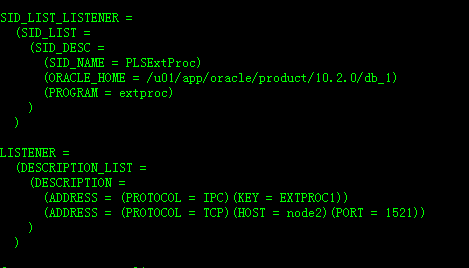 SID_LIST_LISTENER =
(SID_LIST =
(SID_DESC =
(SID_NAME = PLSExtProc)
(ORACLE_HOME = /u01/app/oracle/product/10.2.0/db_1)
(PROGRAM = extproc)
)
)
LISTENER =
(DESCRIPTION_LIST =
(DESCRIPTION =
(ADDRESS = (PROTOCOL = IPC)(KEY = EXTPROC1))
(ADDRESS = (PROTOCOL = TCP)(HOST = node2)(PORT = 1521))
)
)